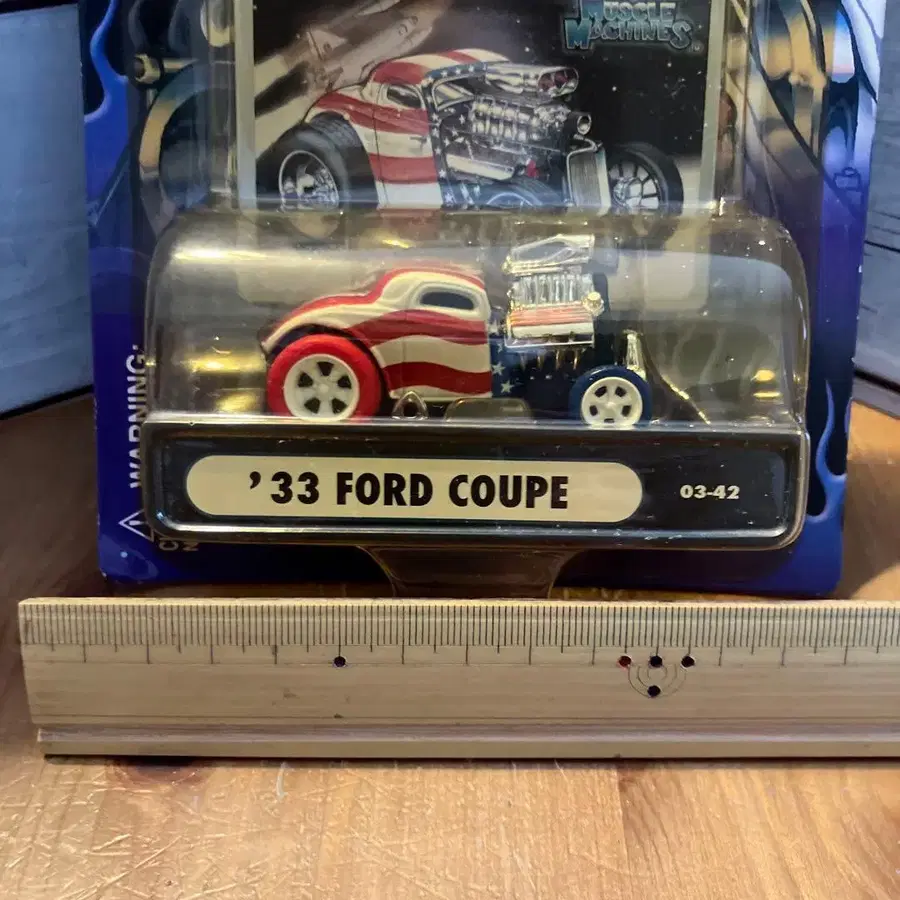 MUSCLE
MACHINES
WARNING:
'33 FORD COUPE
03-42